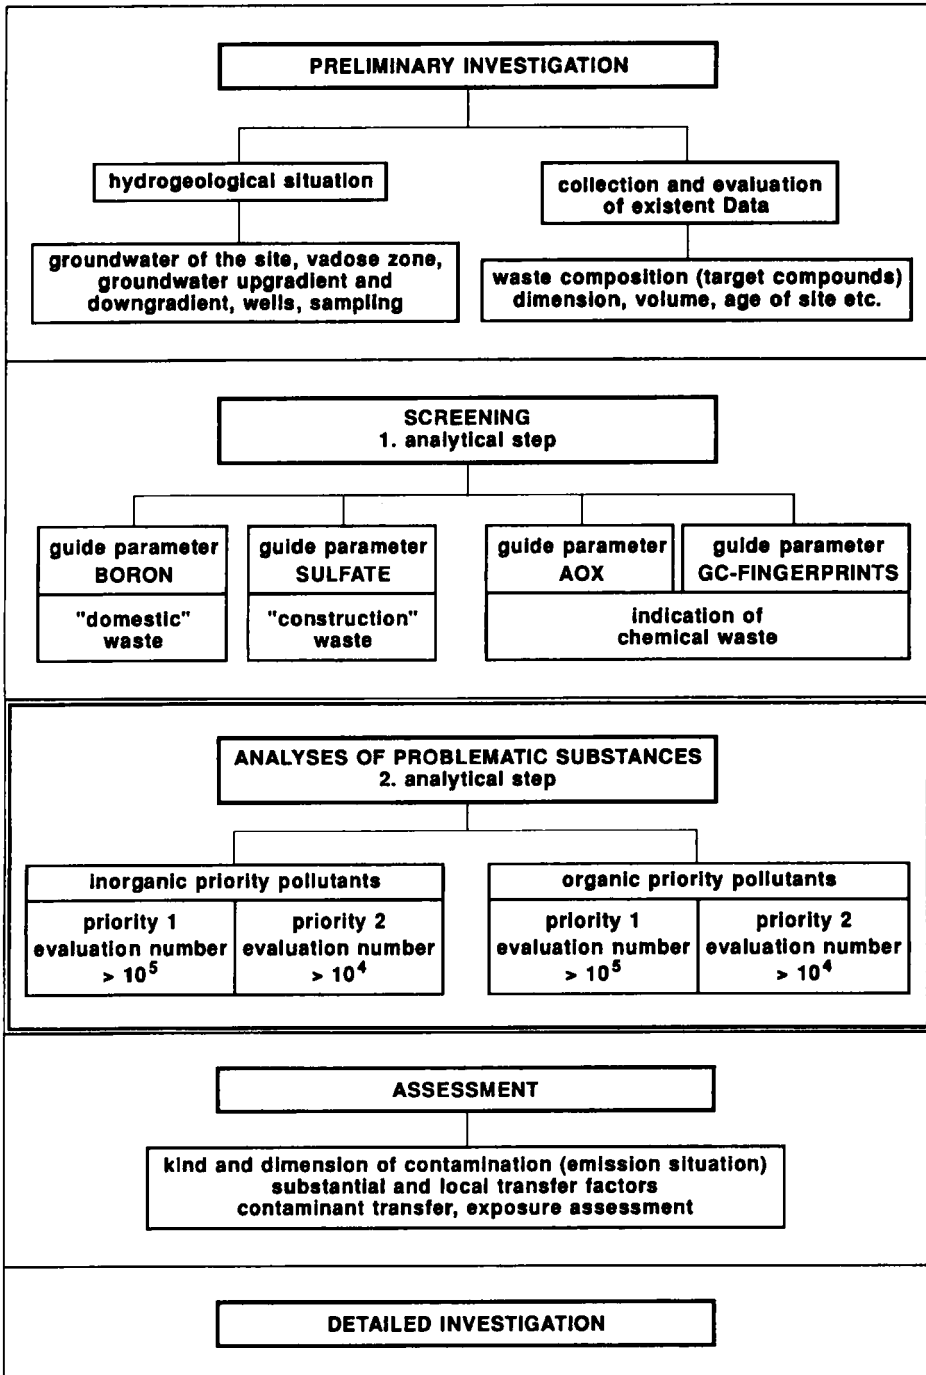 PRELIMINARY INVESTIGATION
hydrogeological situation
groundwater of the site, vadose zone,
groundwater upgradient and
downgradient, wells, sampling
collection and evaluation
of existent Data
waste composition (target compounds)
dimension, volume, age of site etc.
SCREENING
1. analytical step
guide parameter
BORON
"domestic"
waste
guide parameter
SULFATE
"construction"
waste
guide parameter
AOX
guide parameter
GC-FINGERPRINTS
indication of
chemical waste
ANALYSES OF PROBLEMATIC SUBSTANCES
2. analytical step
inorganic priority pollutants
priority 1
evaluation number
> 10⁵
priority 2
evaluation number
> 10⁴
organic priority pollutants
priority 1
evaluation number
> 10⁵
priority 2
evaluation number
> 10⁴
ASSESSMENT
kind and dimension of contamination (emission situation)
substantial and local transfer factors
contaminant transfer, exposure assessment
DETAILED INVESTIGATION